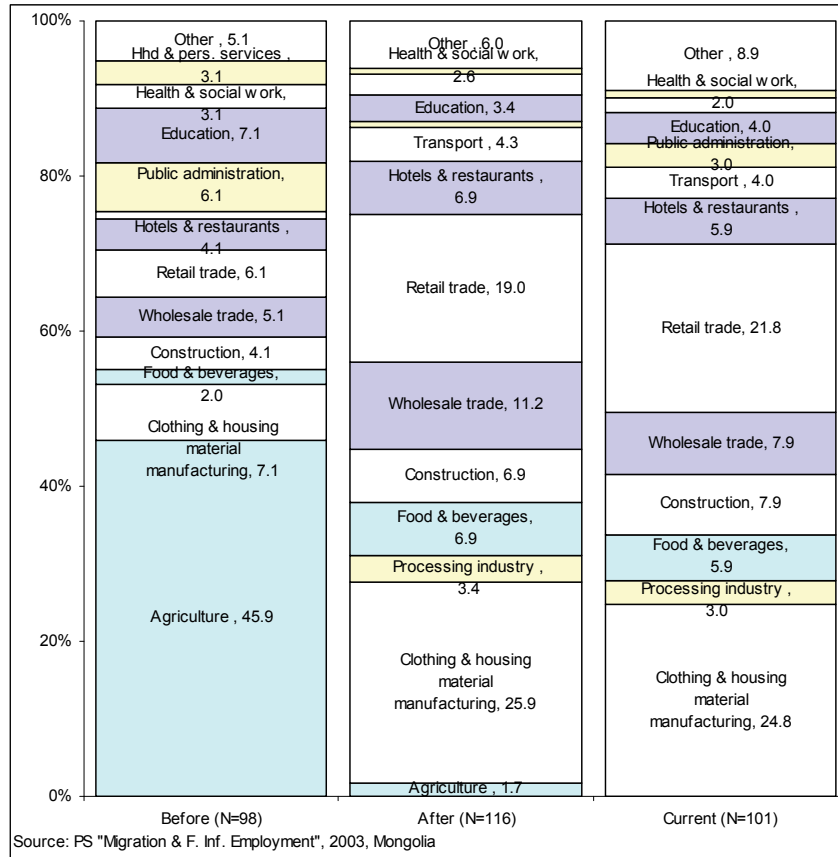 100%
80%
60%
40%
20%
0%
Other , 5.1
Hhd & pers. services ,
3.1
Health & social work,
3.1
Education, 7.1
Public administration,
6.1
Hotels & restaurants ,
4.1
Retail trade, 6.1
Wholesale trade, 5.1
Construction, 4.1
Food & beverages,
2.0
Clothing & housing
material
manufacturing, 7.1
Agriculture , 45.9
Other , 6.0
Health & social work,
2.6
Education, 3.4
Transport , 4.3
Hotels & restaurants ,
6.9
Retail trade, 19.0
Wholesale trade, 11.2
Construction, 6.9
Food & beverages,
6.9
Processing industry ,
3.4
Clothing & housing
material
manufacturing, 25.9
Agriculture , 1.7
Other , 8.9
Health & social work,
2.0
Education, 4.0
Public administration,
3.0
Transport , 4.0
Hotels & restaurants ,
5.9
Retail trade, 21.8
Wholesale trade, 7.9
Construction, 7.9
Food & beverages,
5.9
Processing industry ,
3.0
Clothing & housing
material
manufacturing, 24.8
Before (N=98)
After (N=116)
Current (N=101)
Source: PS "Migration & F. Inf. Employment", 2003, Mongolia